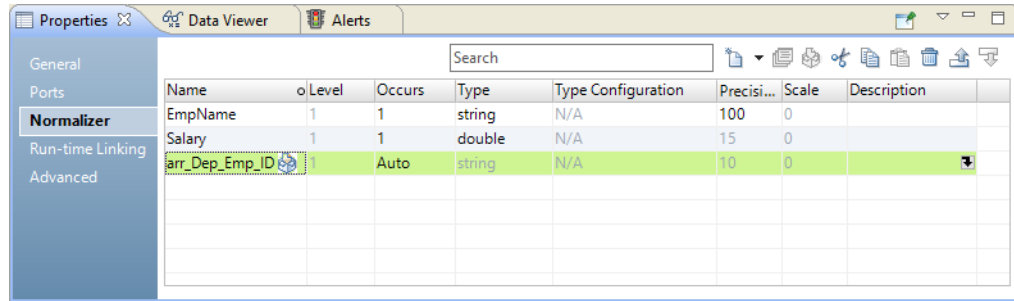 Properties Data Viewer Alerts
Search
General
Ports
Normalizer
Run-time Linking
Advanced
Name o Level Occurs Type Type Configuration Precisi... Scale Description
EmpName 1 1 string N/A 100 0
Salary 1 1 double N/A 15 0
arr_Dep_Emp_ID 1 Auto string N/A 10 0